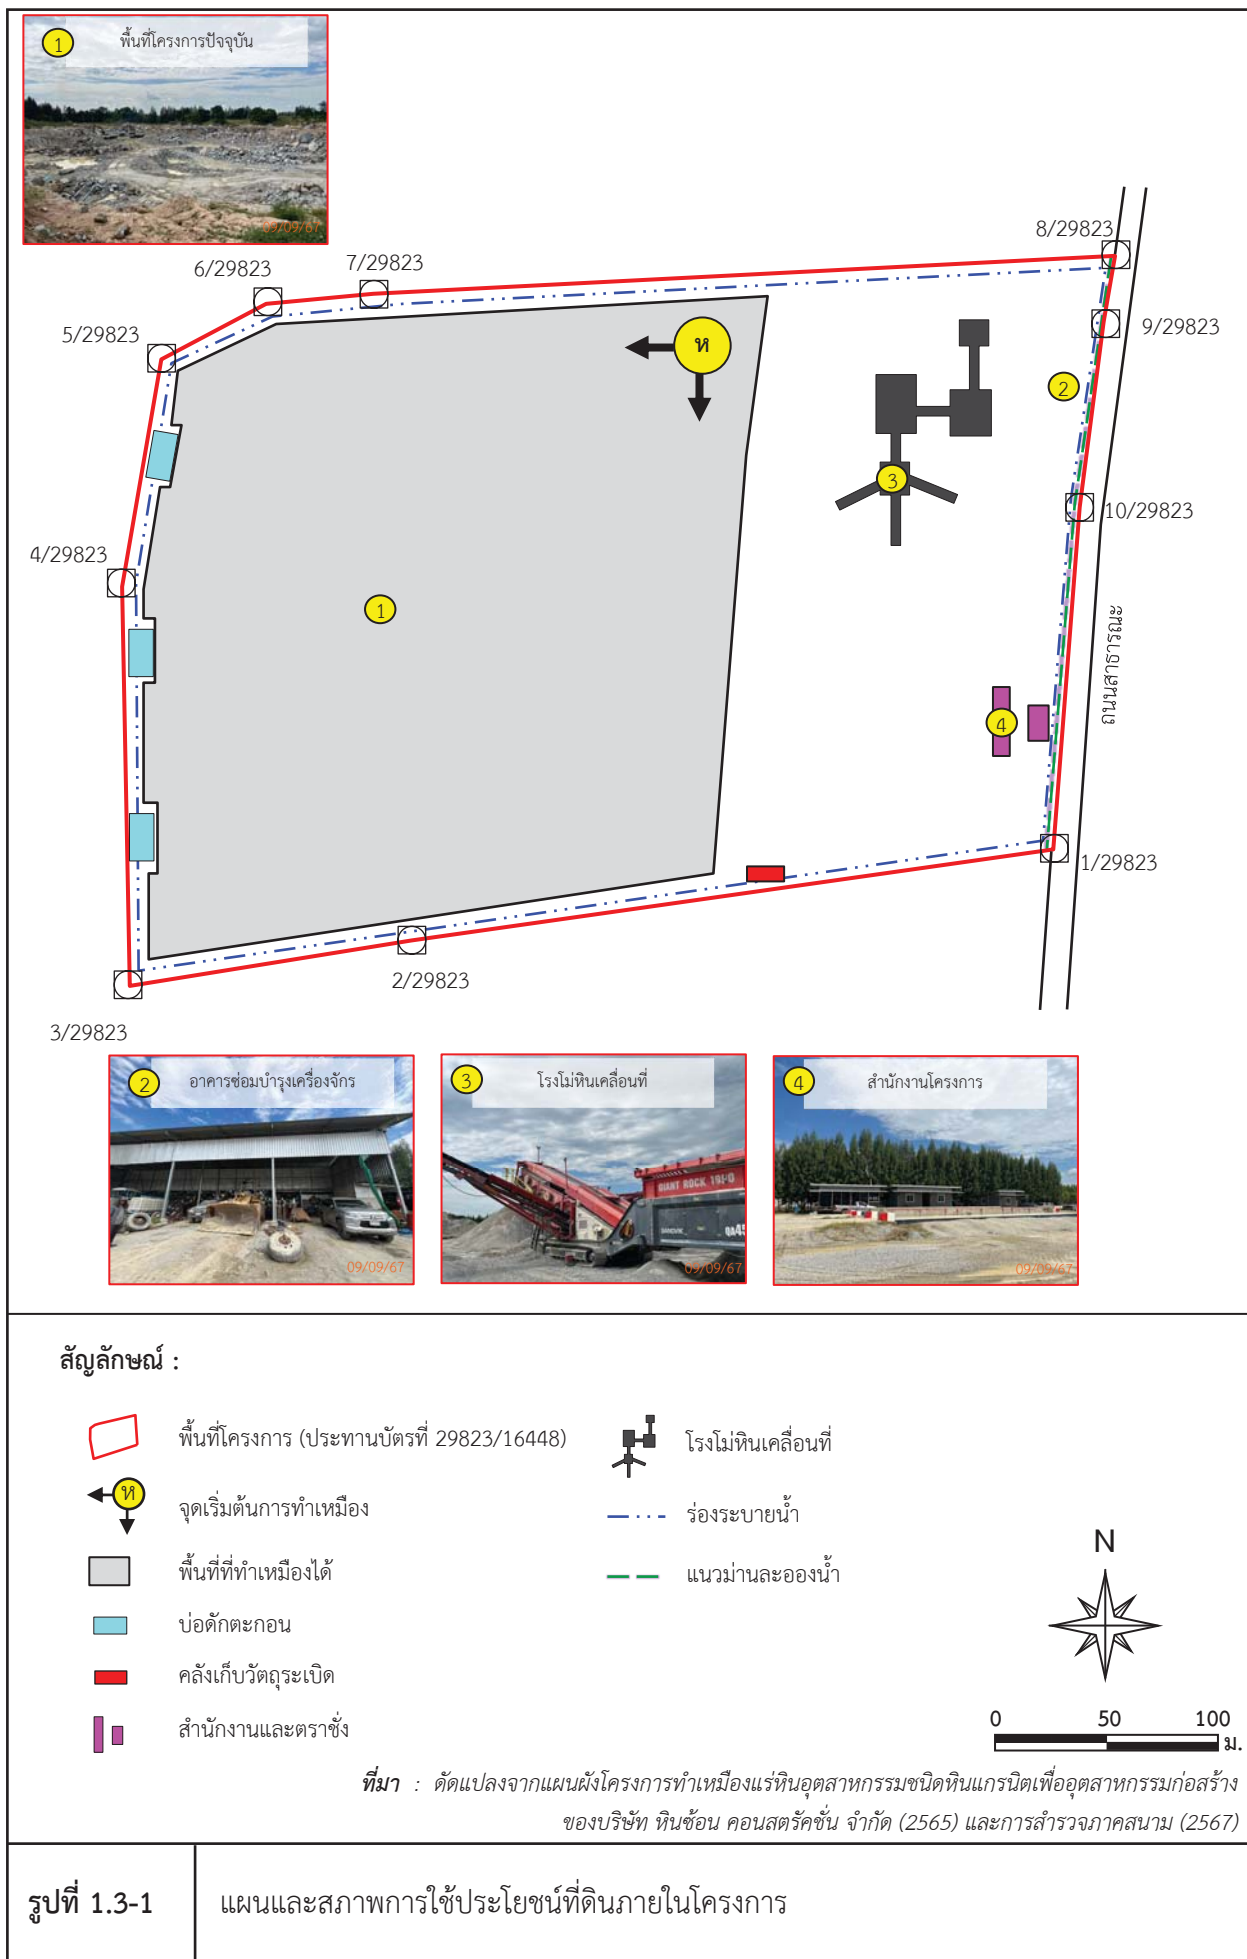 1
พื้นที่โครงการปัจจุบัน
09/09/67
8/29823
7/29823
6/29823
9/29823
5/29823
ห
2
3
10/29823
4/29823
1
ถนนสาธารณะ
4
1/29823
2/29823
3/29823
2
อาคารซ่อมบำรุงเครื่องจักร
09/09/67
3
โรงโม่หินเคลื่อนที่
GIANT ROCK
SANDVIK
09/09/67
4
สำนักงานโครงการ
09/09/67
สัญลักษณ์ :
พื้นที่โครงการ (ประทานบัตรที่ 29823/16448)
โรงโม่หินเคลื่อนที่
ห
จุดเริ่มต้นการทำเหมือง
ร่องระบายน้ำ
พื้นที่ที่ทำเหมืองได้
แนวม่านละอองน้ำ
บ่อดักตะกอน
คลังเก็บวัตถุระเบิด
สำนักงานและตราชั่ง
N
0 50 100
ม.
ที่มา : ดัดแปลงจากแผนผังโครงการทำเหมืองแร่หินอุตสาหกรรมชนิดหินแกรนิตเพื่ออุตสาหกรรมก่อสร้าง
ของบริษัท หินซ้อน คอนสตรัคชั่น จำกัด (2565) และการสำรวจภาคสนาม (2567)
รูปที่ 1.3-1
แผนและสภาพการใช้ประโยชน์ที่ดินภายในโครงการ